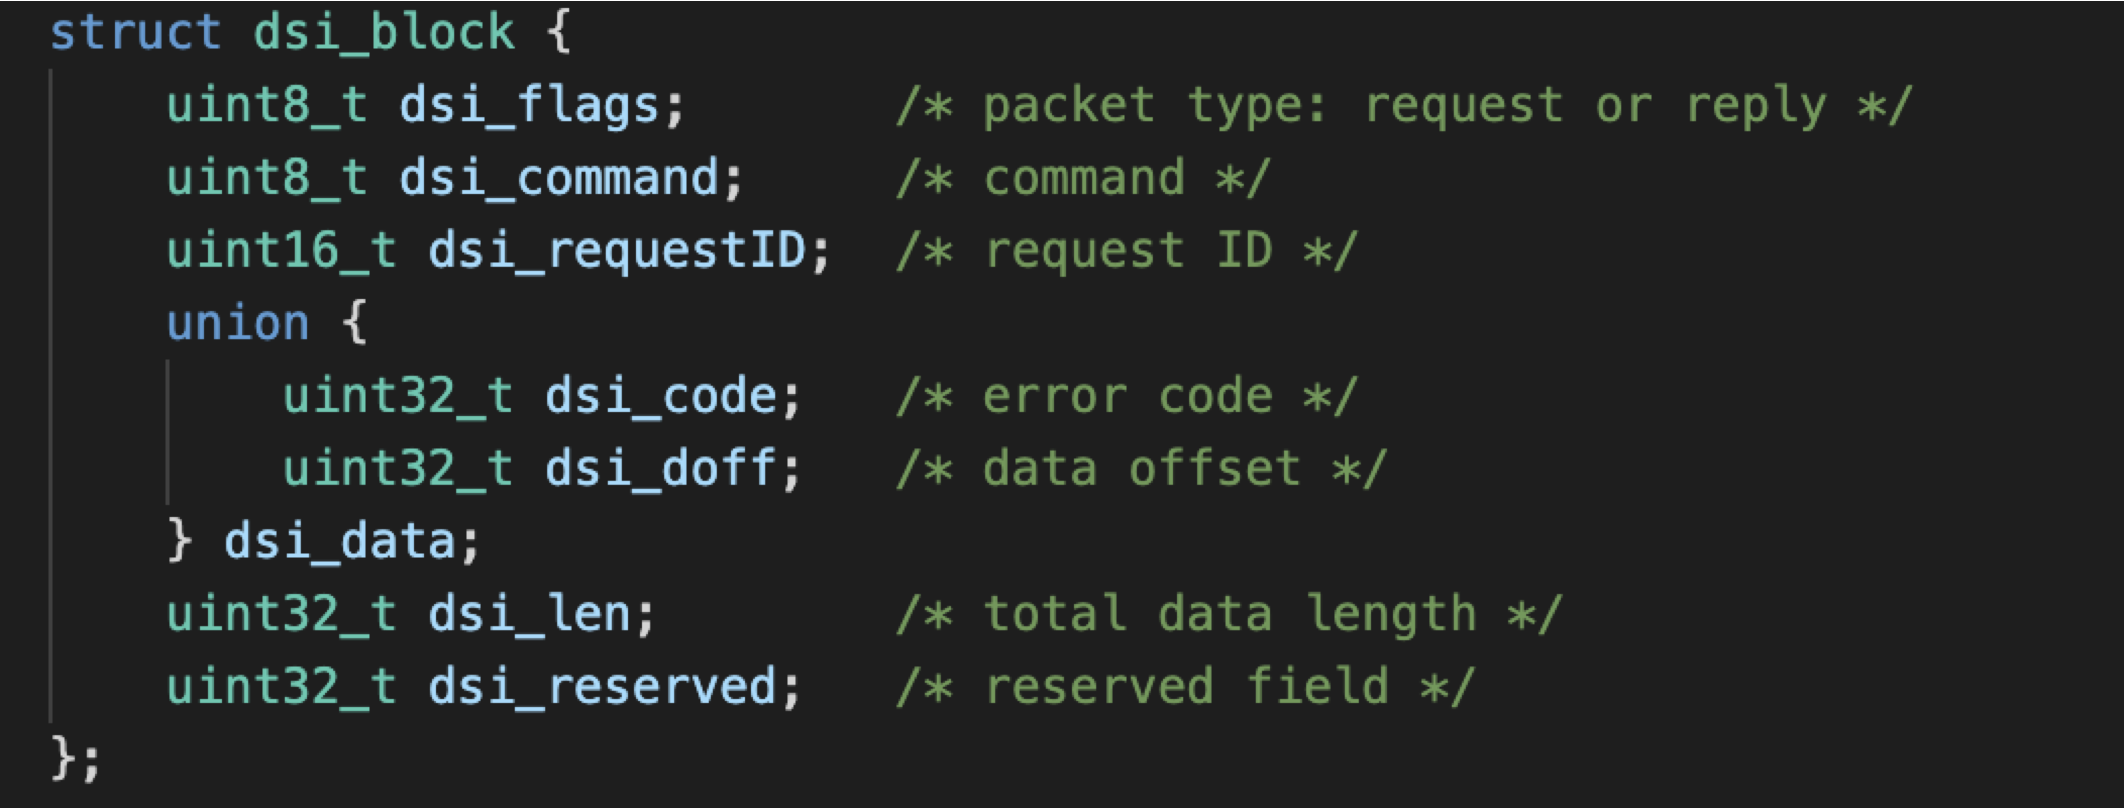 struct dsi_block {
    uint8_t dsi_flags;       /* packet type: request or reply */
    uint8_t dsi_command;     /* command */
    uint16_t dsi_requestID;  /* request ID */
    union {
        uint32_t dsi_code;   /* error code */
        uint32_t dsi_doff;   /* data offset */
    } dsi_data;
    uint32_t dsi_len;        /* total data length */
    uint32_t dsi_reserved;   /* reserved field */
};